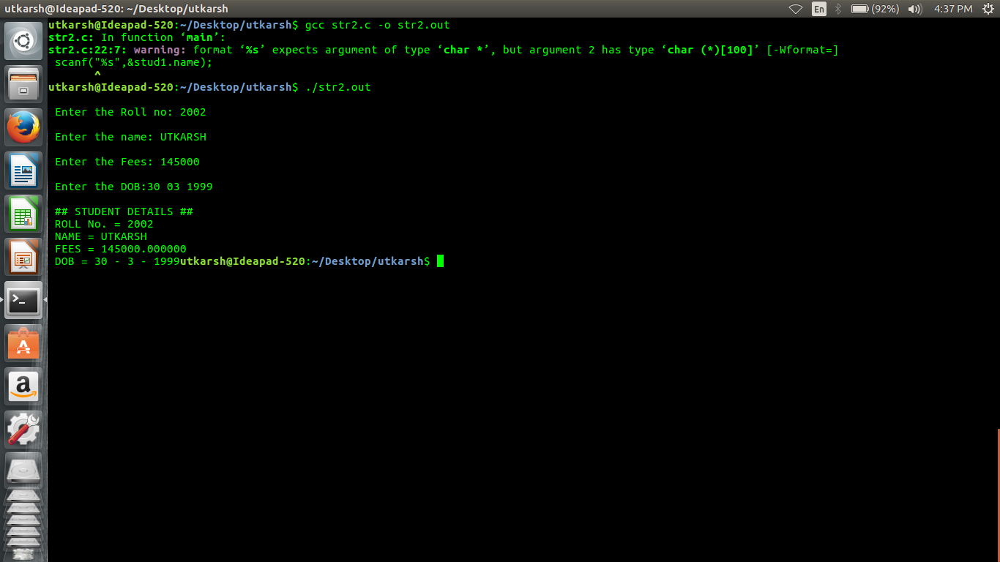 utkarsh@Ideapad-520: ~/Desktop/utkarsh En (92%) 4:37 PM
utkarsh@Ideapad-520:~/Desktop/utkarsh$ gcc str2.c -o str2.out
str2.c: In function ‘main’:
str2.c:22:7: warning: format ‘%s’ expects argument of type ‘char *’, but argument 2 has type ‘char (*)[100]’ [-Wformat=]
 scanf("%s",&stud1.name);
       ^
utkarsh@Ideapad-520:~/Desktop/utkarsh$ ./str2.out
 Enter the Roll no: 2002
 Enter the name: UTKARSH
 Enter the Fees: 145000
 Enter the DOB:30 03 1999
 ## STUDENT DETAILS ##
 ROLL No. = 2002
 NAME = UTKARSH
 FEES = 145000.000000
 DOB = 30 - 3 - 1999utkarsh@Ideapad-520:~/Desktop/utkarsh$